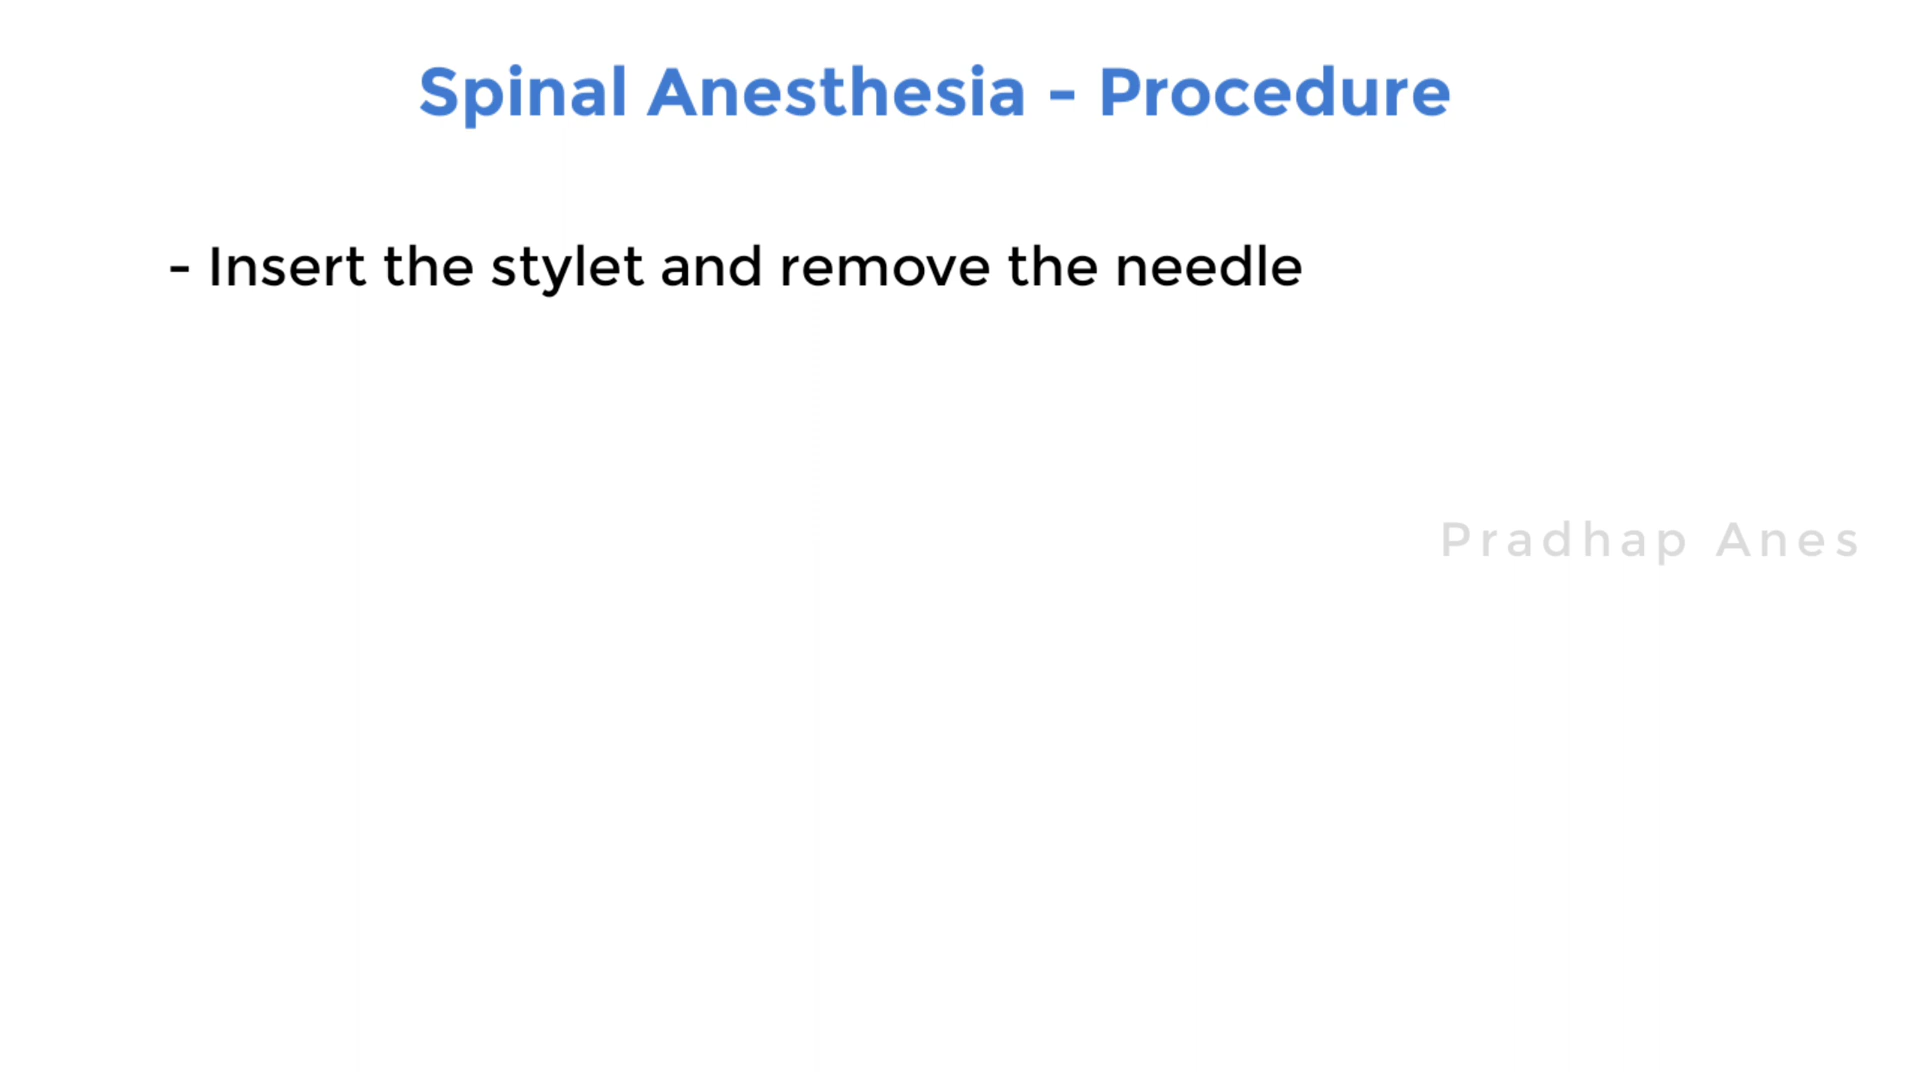 Spinal Anesthesia - Procedure
- Insert the stylet and remove the needle
Pradhap Anes